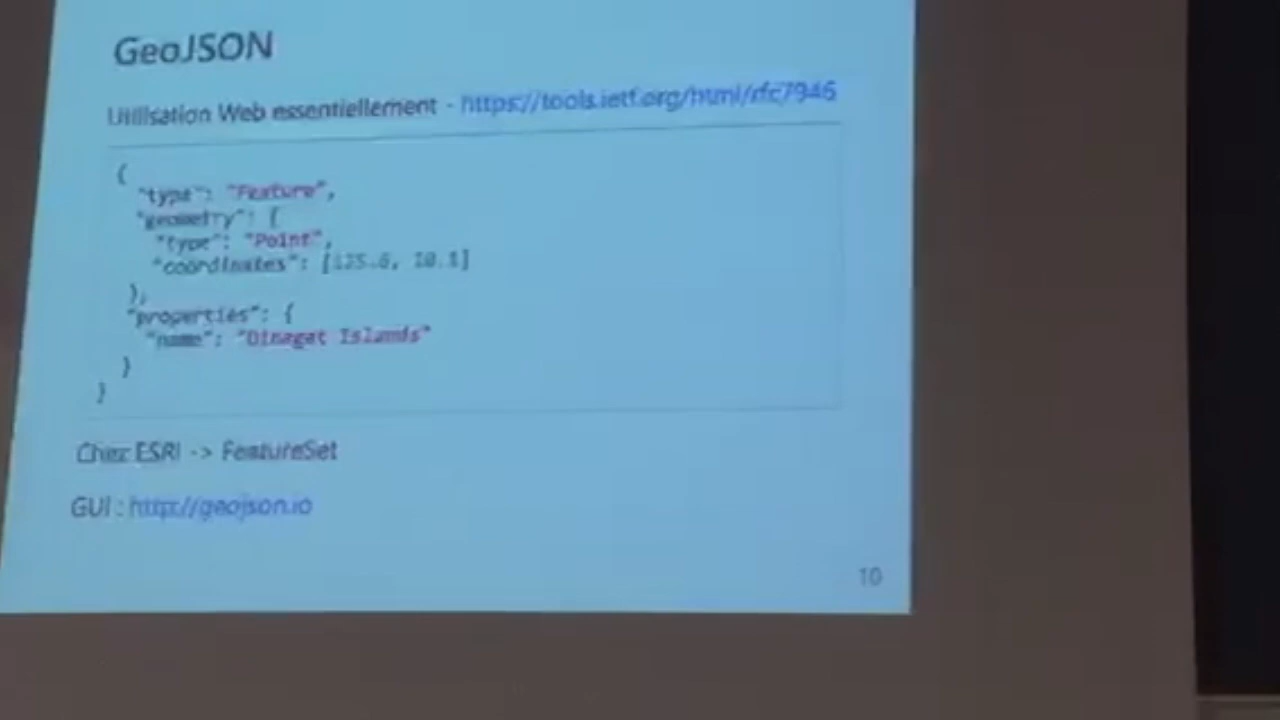 GeoJSON
Utilisation Web essentiellement - https://tools.ietf.org/html/rfc7946
{
"type": "Feature",
"geometry": {
"type": "Point",
"coordinates": [125.6, 10.1]
},
"properties": {
"name": "Dinagat Islands"
}
}
Chez ESRI -> FeatureSet
GUI : http://geojson.io
10